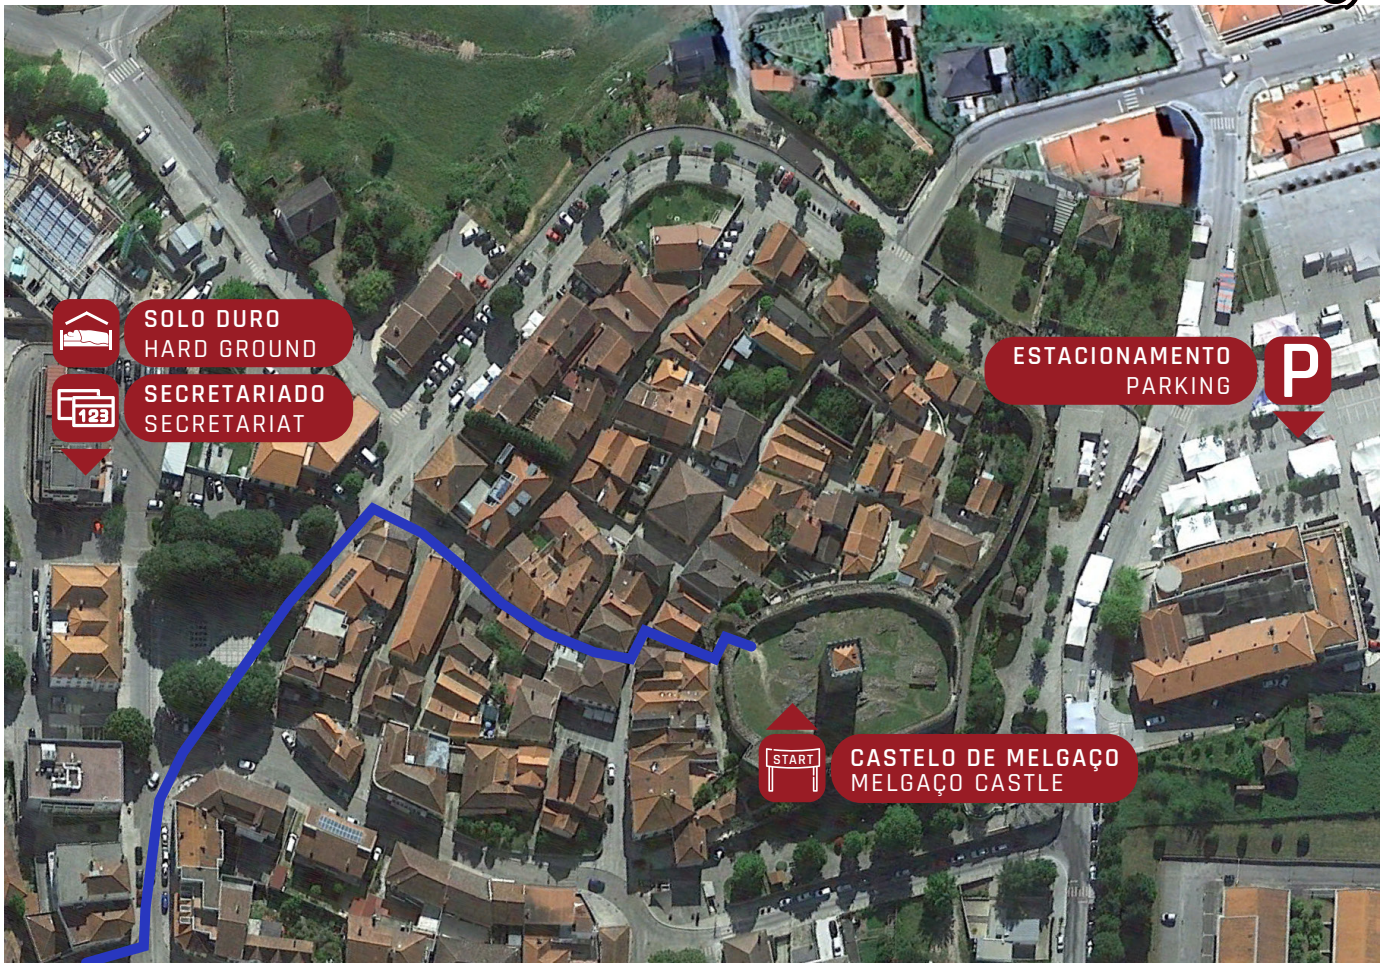 SOLO DURO
HARD GROUND
123
SECRETARIADO
SECRETARIAT
ESTACIONAMENTO
PARKING
P
START
CASTELO DE MELGAÇO
MELGAÇO CASTLE